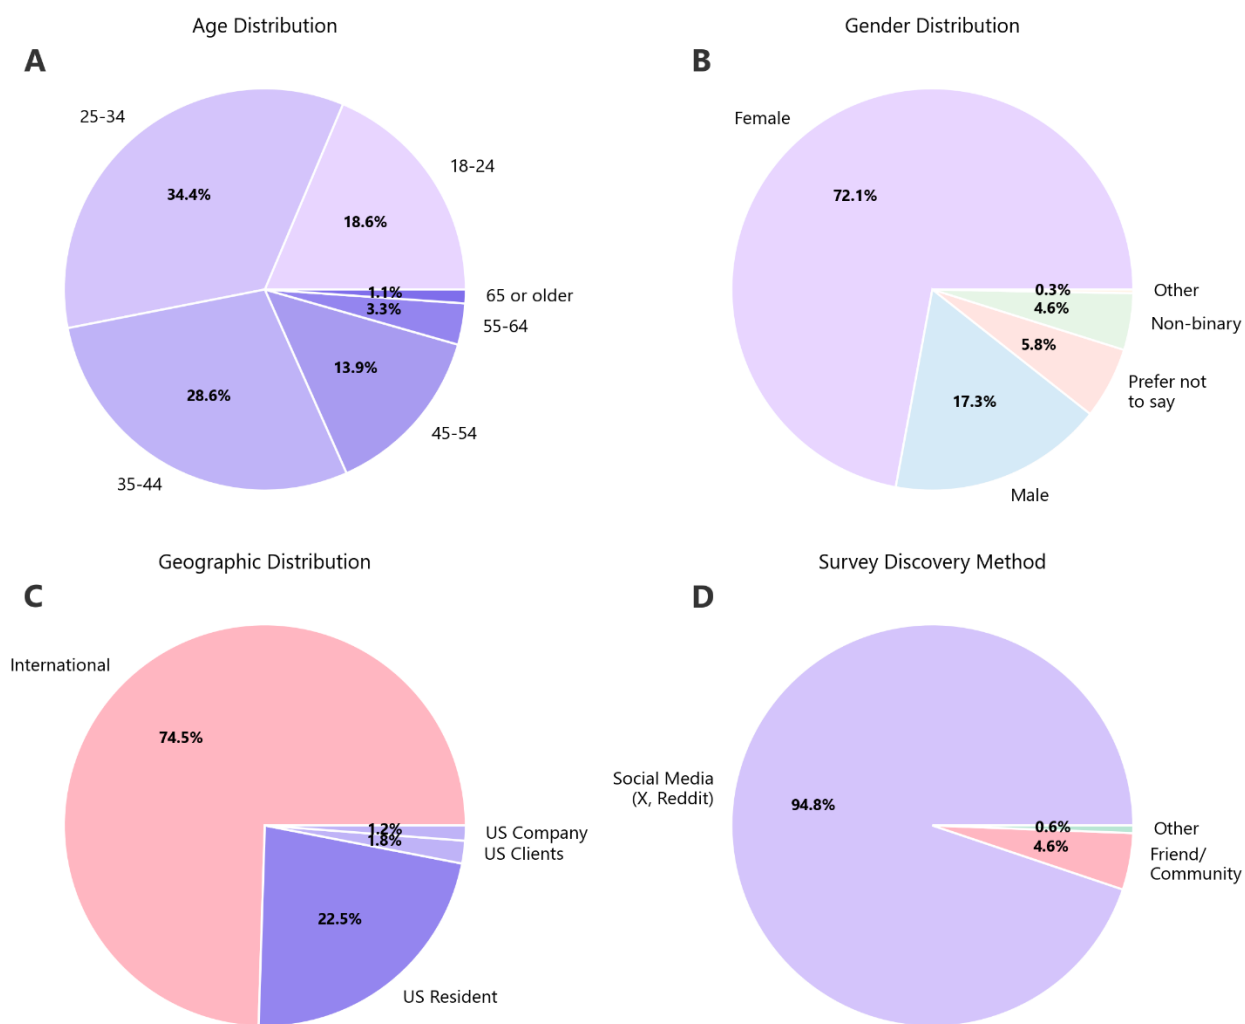 Age Distribution
A
25-34
34.4%
18-24
18.6%
1.1%
65 or older
3.3%
55-64
13.9%
45-54
28.6%
35-44
Gender Distribution
B
Female
72.1%
0.3%
Other
4.6%
Non-binary
5.8%
Prefer not
to say
17.3%
Male
Geographic Distribution
C
International
74.5%
1.2%
US Company
1.8%
US Clients
22.5%
US Resident
Survey Discovery Method
D
Social Media
(X, Reddit)
94.8%
0.6%
Other
4.6%
Friend/
Community